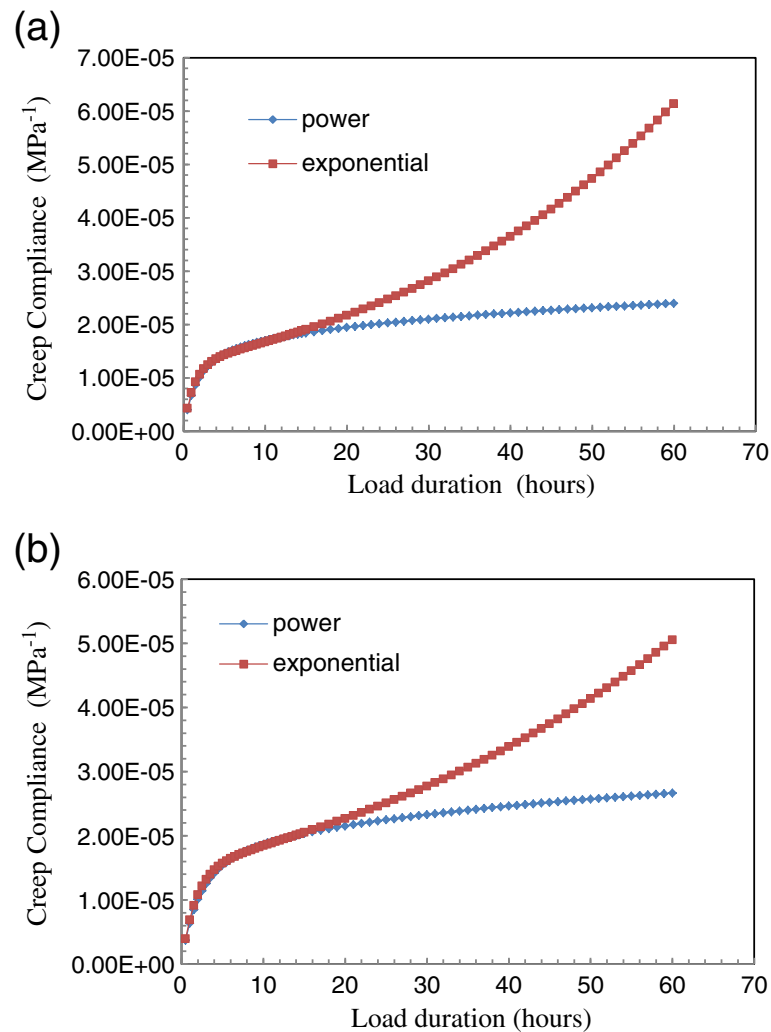 (a)
7.00E-05
6.00E-05
5.00E-05
4.00E-05
3.00E-05
2.00E-05
1.00E-05
0.00E+00
Creep Compliance (MPa-1)
power
exponential
0 10 20 30 40 50 60 70
Load duration (hours)
(b)
6.00E-05
5.00E-05
4.00E-05
3.00E-05
2.00E-05
1.00E-05
0.00E+00
Creep Compliance (MPa-1)
power
exponential
0 10 20 30 40 50 60 70
Load duration (hours)